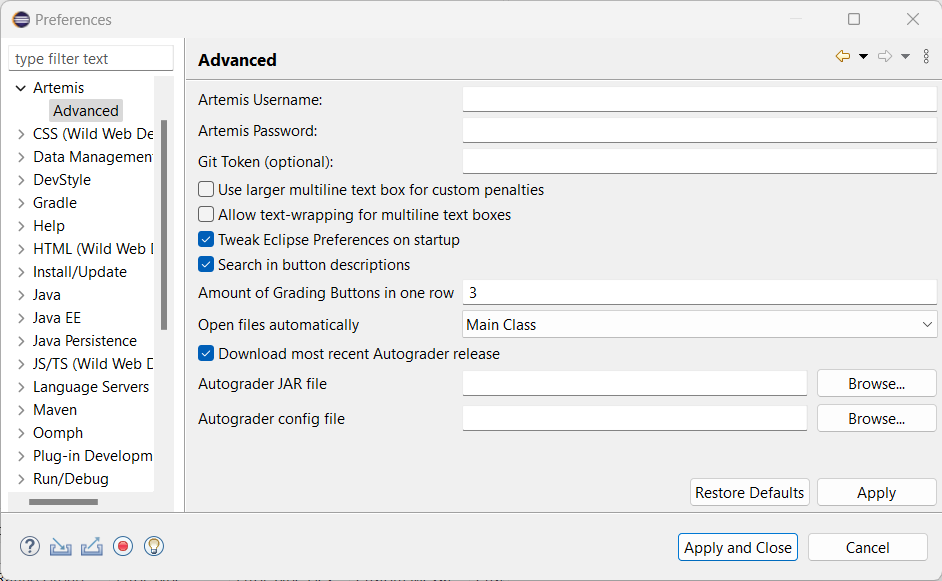 Preferences
type filter text
Artemis
Advanced
CSS (Wild Web De
Data Managemen
DevStyle
Gradle
Help
HTML (Wild Web D
Install/Update
Java
Java EE
Java Persistence
JS/TS (Wild Web D
Language Servers
Maven
Oomph
Plug-in Developm
Run/Debug
Advanced
Artemis Username:
Artemis Password:
Git Token (optional):
Use larger multiline text box for custom penalties
Allow text-wrapping for multiline text boxes
Tweak Eclipse Preferences on startup
Search in button descriptions
Amount of Grading Buttons in one row 3
Open files automatically Main Class
Download most recent Autograder release
Autograder JAR file Browse...
Autograder config file Browse...
Restore Defaults Apply
Apply and Close Cancel